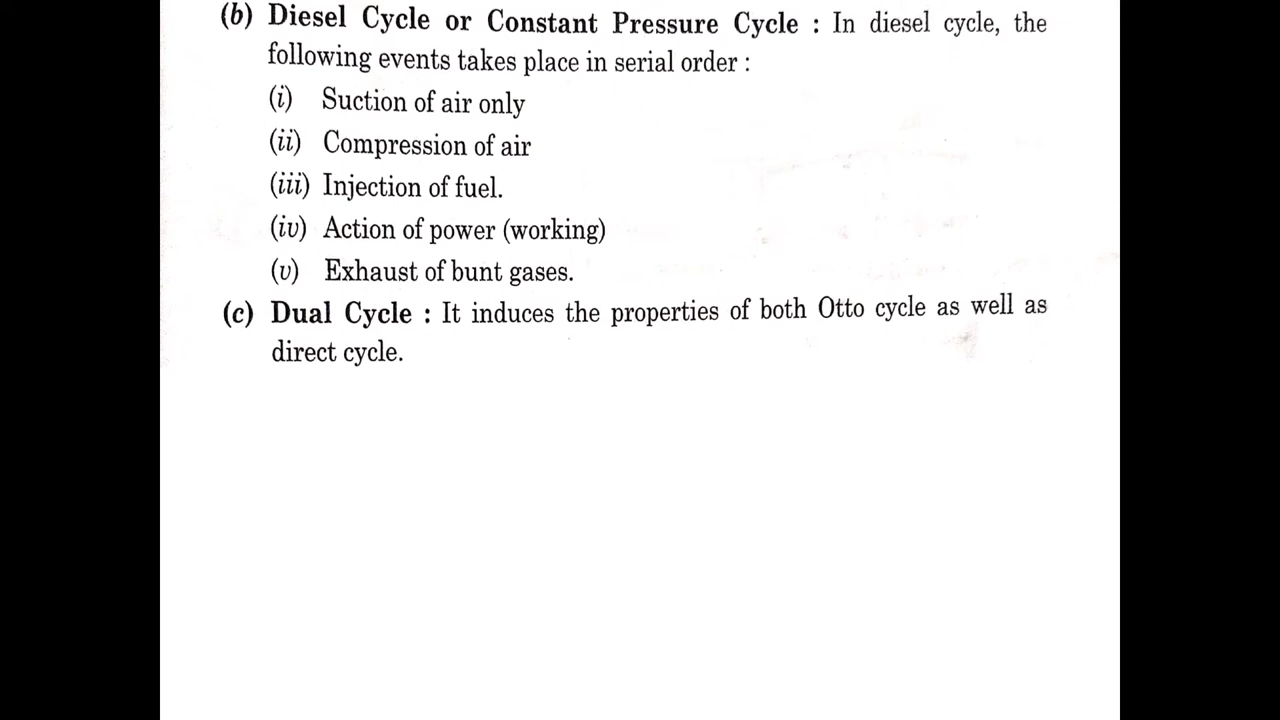 (b) Diesel Cycle or Constant Pressure Cycle : In diesel cycle, the
following events takes place in serial order :
(i) Suction of air only
(ii) Compression of air
(iii) Injection of fuel.
(iv) Action of power (working)
(v) Exhaust of bunt gases.
(c) Dual Cycle : It induces the properties of both Otto cycle as well as
direct cycle.